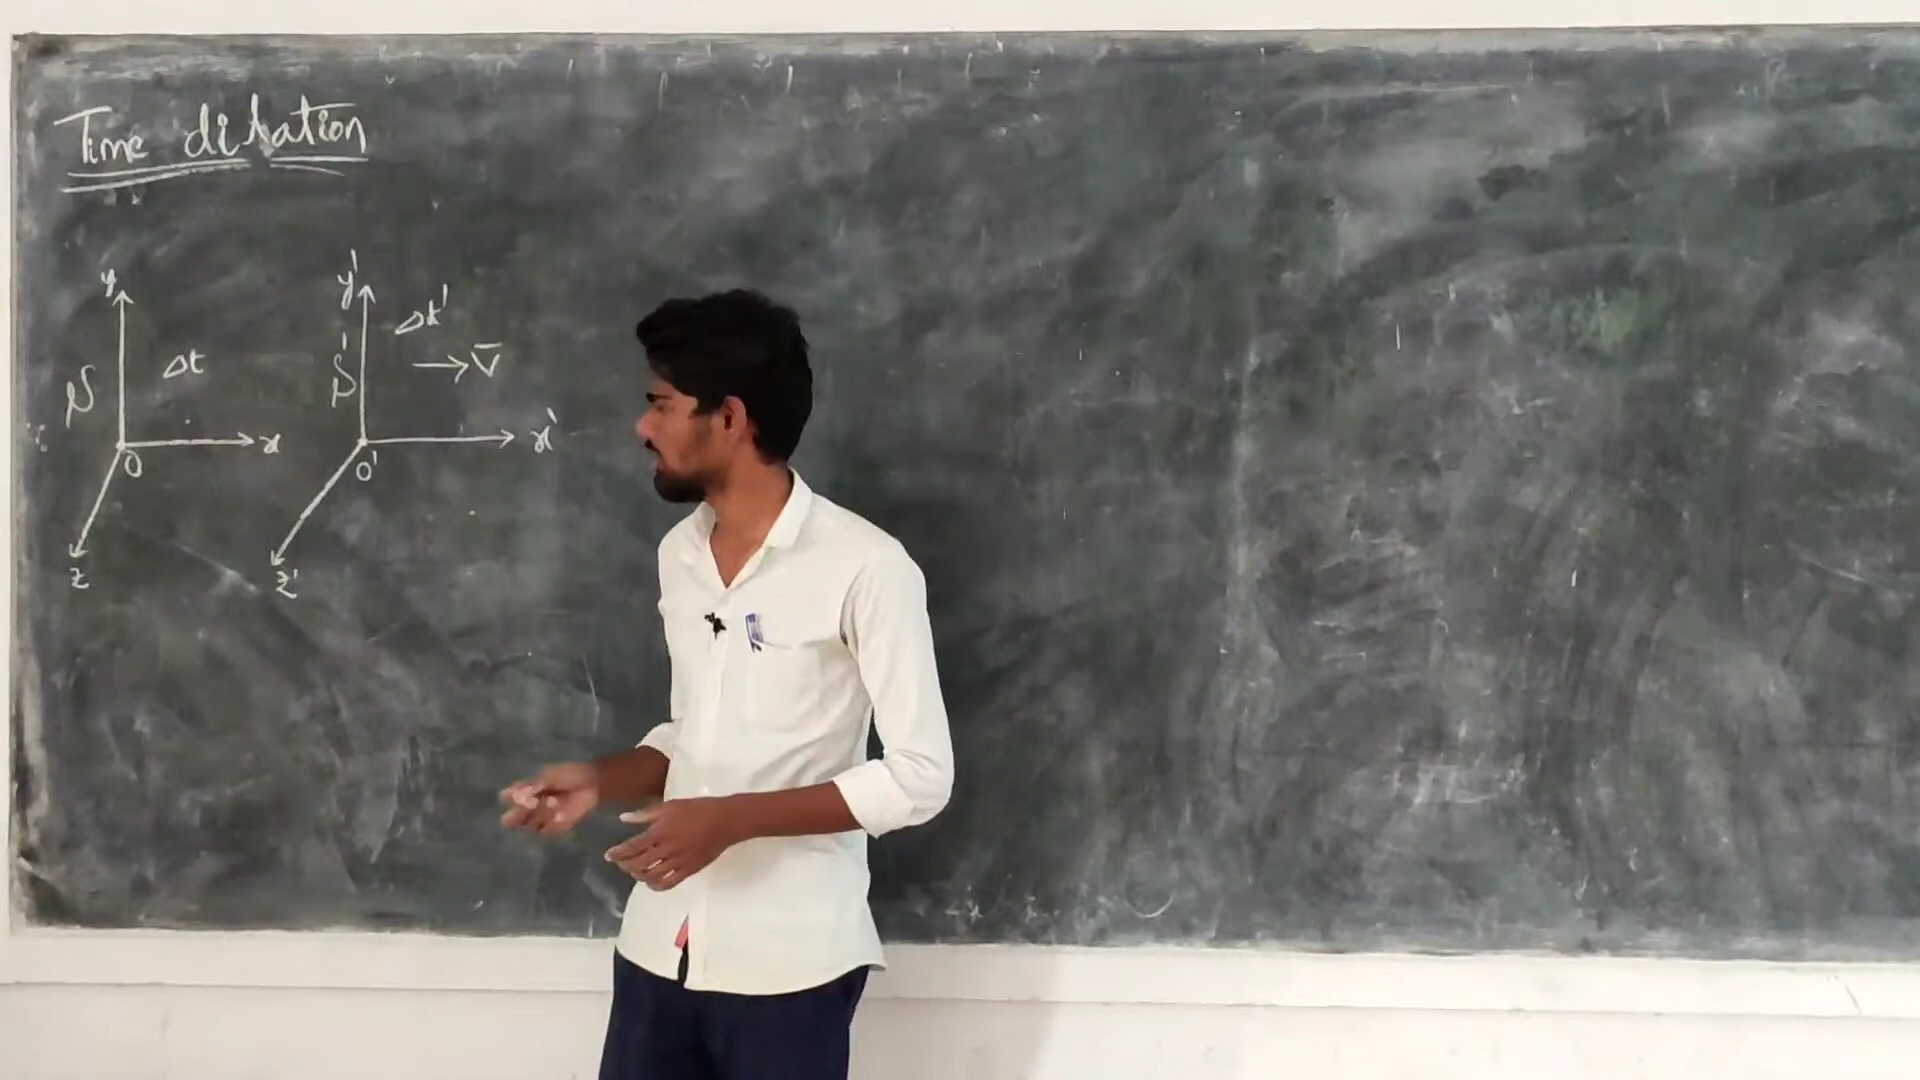 Time dilation
y
y'
Δt'
Δt
→ v̅
S
S'
x
x'
O
O'
z
z'